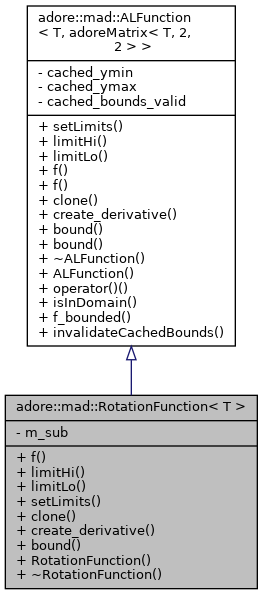 adore::mad::ALFunction
< T, adoreMatrix< T, 2,
2 > >
- cached_ymin
- cached_ymax
- cached_bounds_valid
+ setLimits()
+ limitHi()
+ limitLo()
+ f()
+ f()
+ clone()
+ create_derivative()
+ bound()
+ bound()
+ ~ALFunction()
+ ALFunction()
+ operator()()
+ isInDomain()
+ f_bounded()
+ invalidateCachedBounds()
adore::mad::RotationFunction< T >
- m_sub
+ f()
+ limitHi()
+ limitLo()
+ setLimits()
+ clone()
+ create_derivative()
+ bound()
+ RotationFunction()
+ ~RotationFunction()